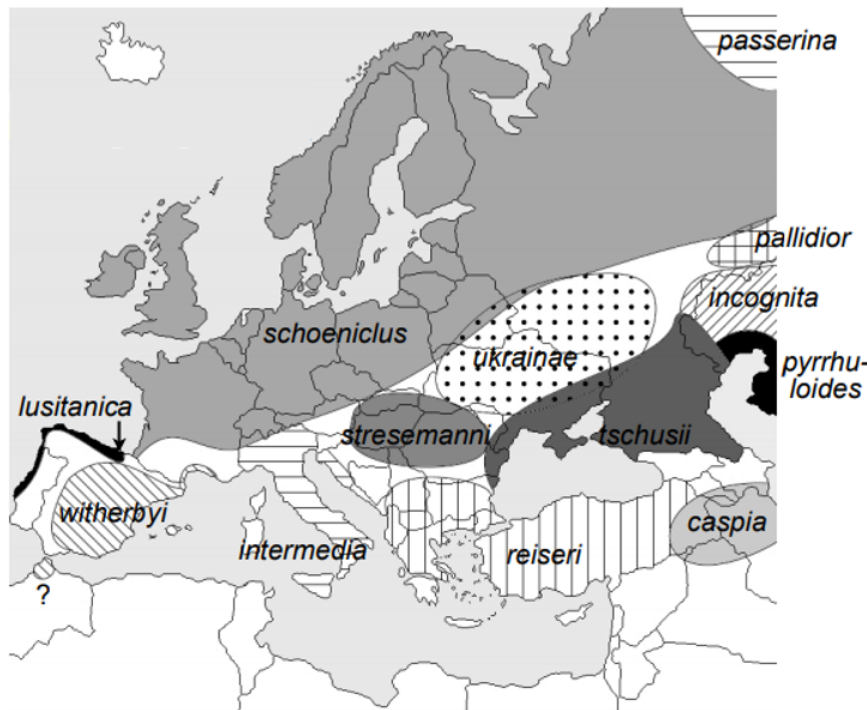 passerina
pallidior
incognita
schoeniclus
ukrainae
pyrrhu-
loides
lusitanica
stresemanni
tschusii
witherbyi
caspia
intermedia
reiseri
?